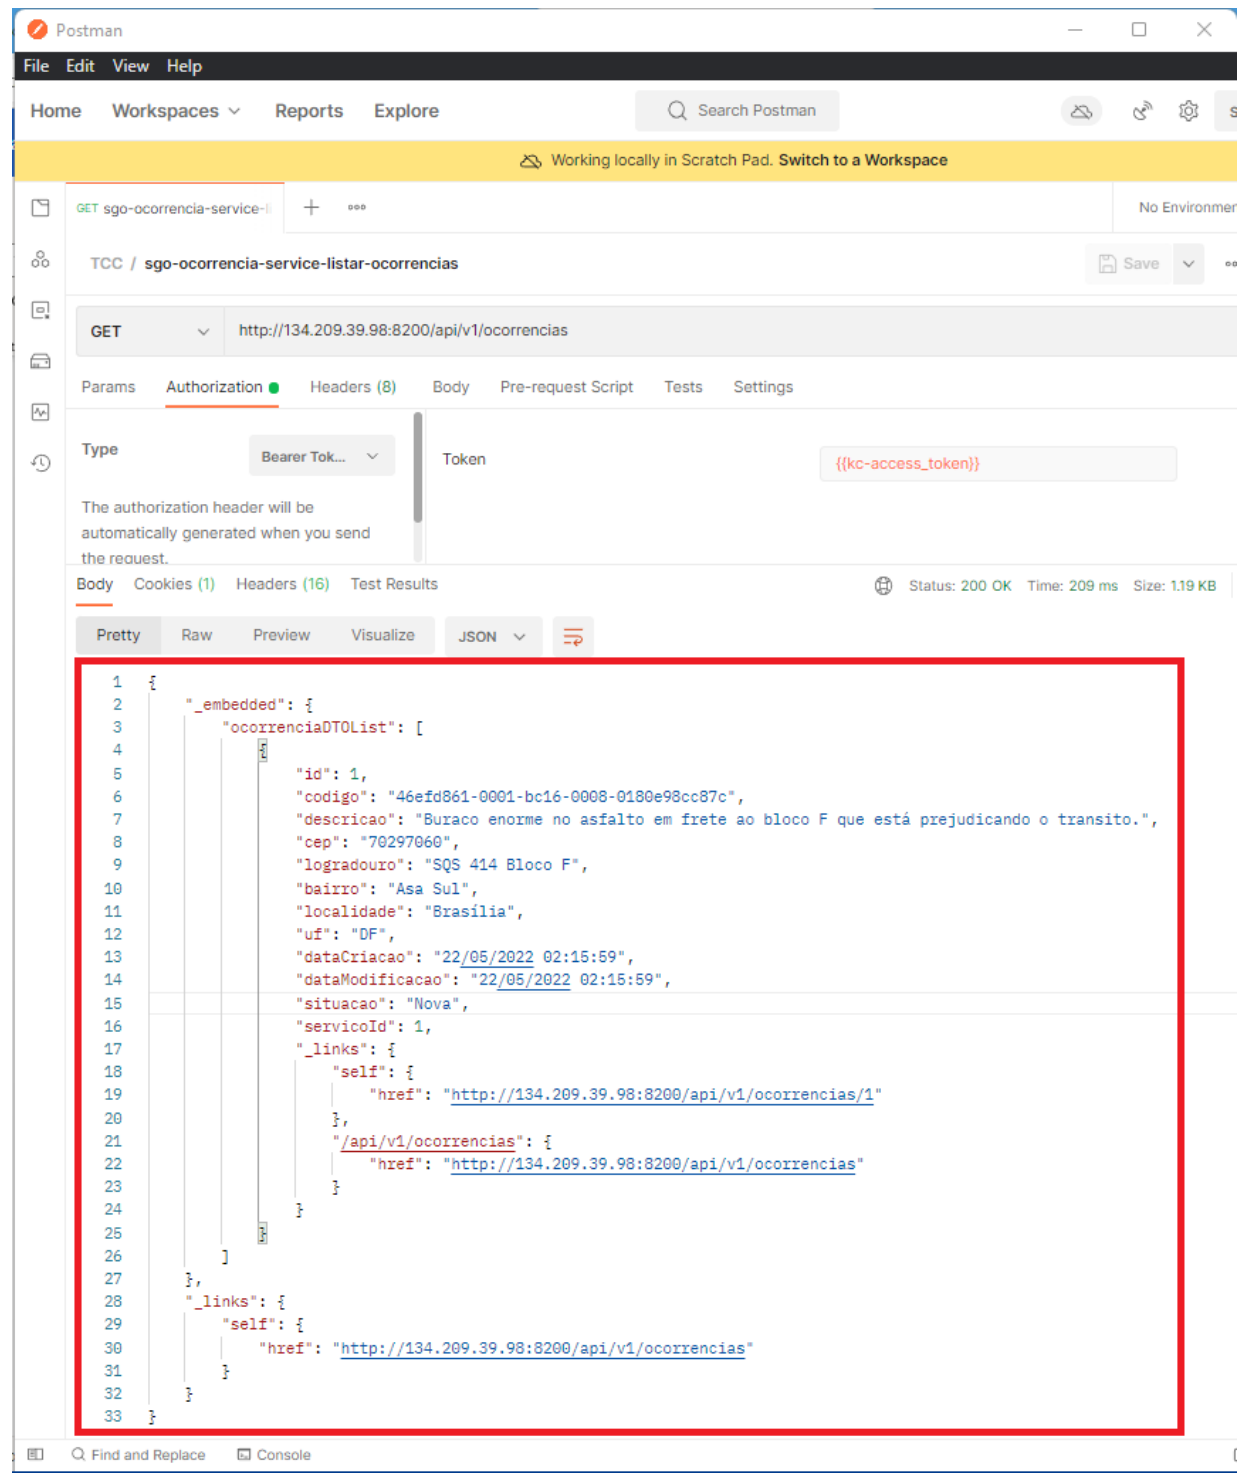 Postman
File Edit View Help
Home Workspaces Reports Explore Search Postman
Working locally in Scratch Pad. Switch to a Workspace
GET sgo-ocorrencia-service-li No Environmen
TCC / sgo-ocorrencia-service-listar-ocorrencias Save
GET http://134.209.39.98:8200/api/v1/ocorrencias
Params Authorization Headers (8) Body Pre-request Script Tests Settings
Type Bearer Tok... Token {{kc-access_token}}
The authorization header will be
automatically generated when you send
the request.
Body Cookies (1) Headers (16) Test Results Status: 200 OK Time: 209 ms Size: 1.19 KB
Pretty Raw Preview Visualize JSON
1 {
2 "_embedded": {
3 "ocorrenciaDTOList": [
4 {
5 "id": 1,
6 "codigo": "46efd861-0001-bc16-0008-0180e98cc87c",
7 "descricao": "Buraco enorme no asfalto em frete ao bloco F que está prejudicando o transito.",
8 "cep": "70297060",
9 "logradouro": "SQS 414 Bloco F",
10 "bairro": "Asa Sul",
11 "localidade": "Brasília",
12 "uf": "DF",
13 "dataCriacao": "22/05/2022 02:15:59",
14 "dataModificacao": "22/05/2022 02:15:59",
15 "situacao": "Nova",
16 "servicoId": 1,
17 "_links": {
18 "self": {
19 "href": "http://134.209.39.98:8200/api/v1/ocorrencias/1"
20 },
21 "/api/v1/ocorrencias": {
22 "href": "http://134.209.39.98:8200/api/v1/ocorrencias"
23 }
24 }
25 }
26 ]
27 },
28 "_links": {
29 "self": {
30 "href": "http://134.209.39.98:8200/api/v1/ocorrencias"
31 }
32 }
33 }
Find and Replace Console